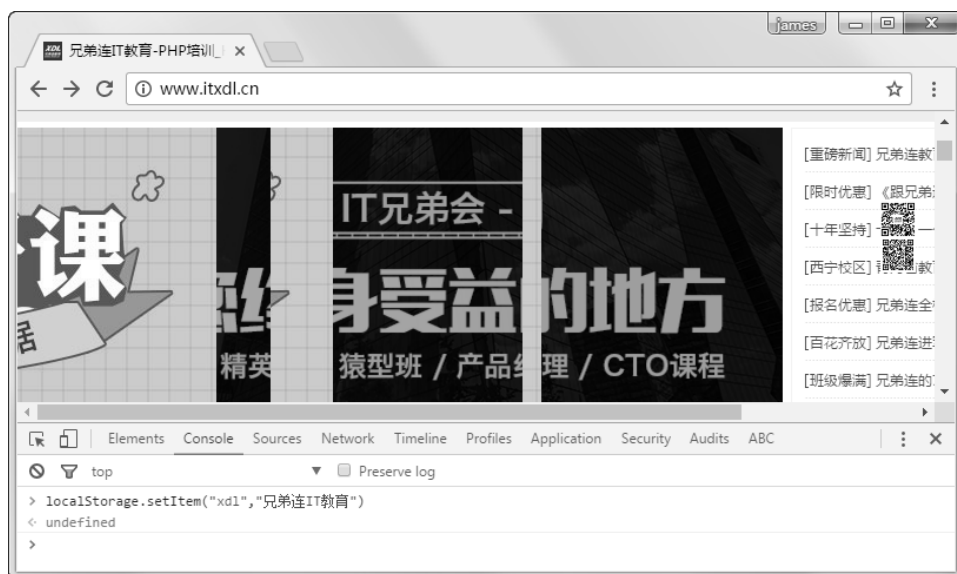 james
XDL 兄弟连IT教育-PHP培训_
www.itxdl.cn
课
居
IT兄弟会 -
身受益的地方
精英
猿型班 / 产品经理 / CTO课程
[重磅新闻] 兄弟连教
[限时优惠] 《跟兄弟
[十年坚持]
[西宁校区]
[报名优惠] 兄弟连全
[百花齐放] 兄弟连进
[班级爆满] 兄弟连的
Elements Console Sources Network Timeline Profiles Application Security Audits ABC
top Preserve log
> localStorage.setItem("xdl","兄弟连IT教育")
undefined
>